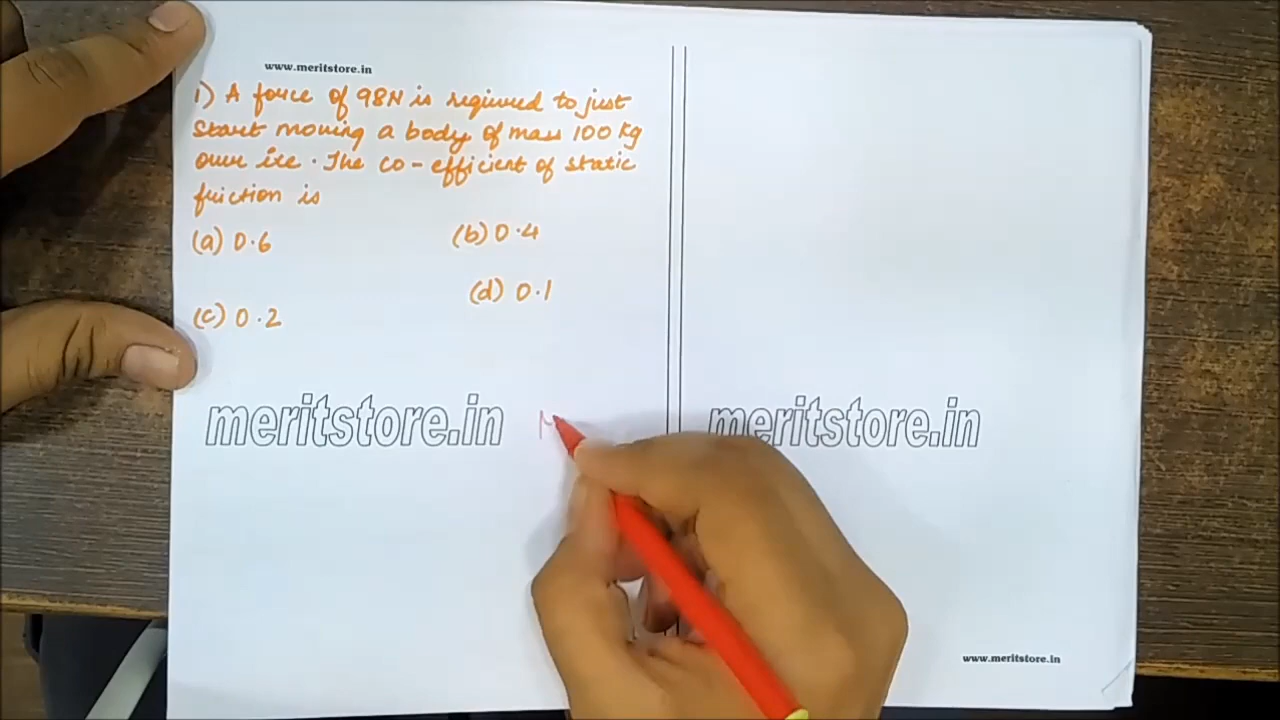 www.meritstore.in
1) A force of 98N is required to just
start moving a body of mass 100 kg
over ice. The co-efficient of static
friction is
(a) 0.6
(b) 0.4
(c) 0.2
(d) 0.1
meritstore.in
meritstore.in
www.meritstore.in